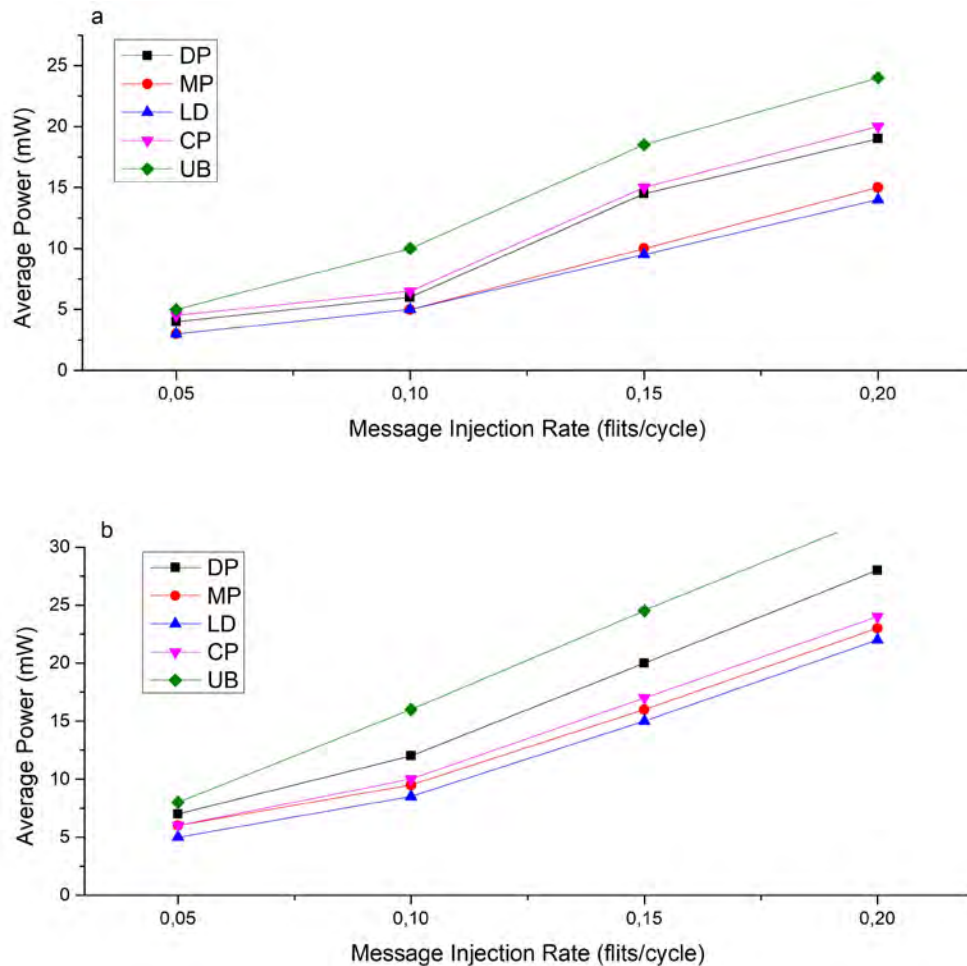 a
DP
MP
LD
CP
UB
25
20
15
10
5
0
Average Power (mW)
0,05 0,10 0,15 0,20
Message Injection Rate (flits/cycle)
b
DP
MP
LD
CP
UB
30
25
20
15
10
5
0
Average Power (mW)
0,05 0,10 0,15 0,20
Message Injection Rate (flits/cycle)